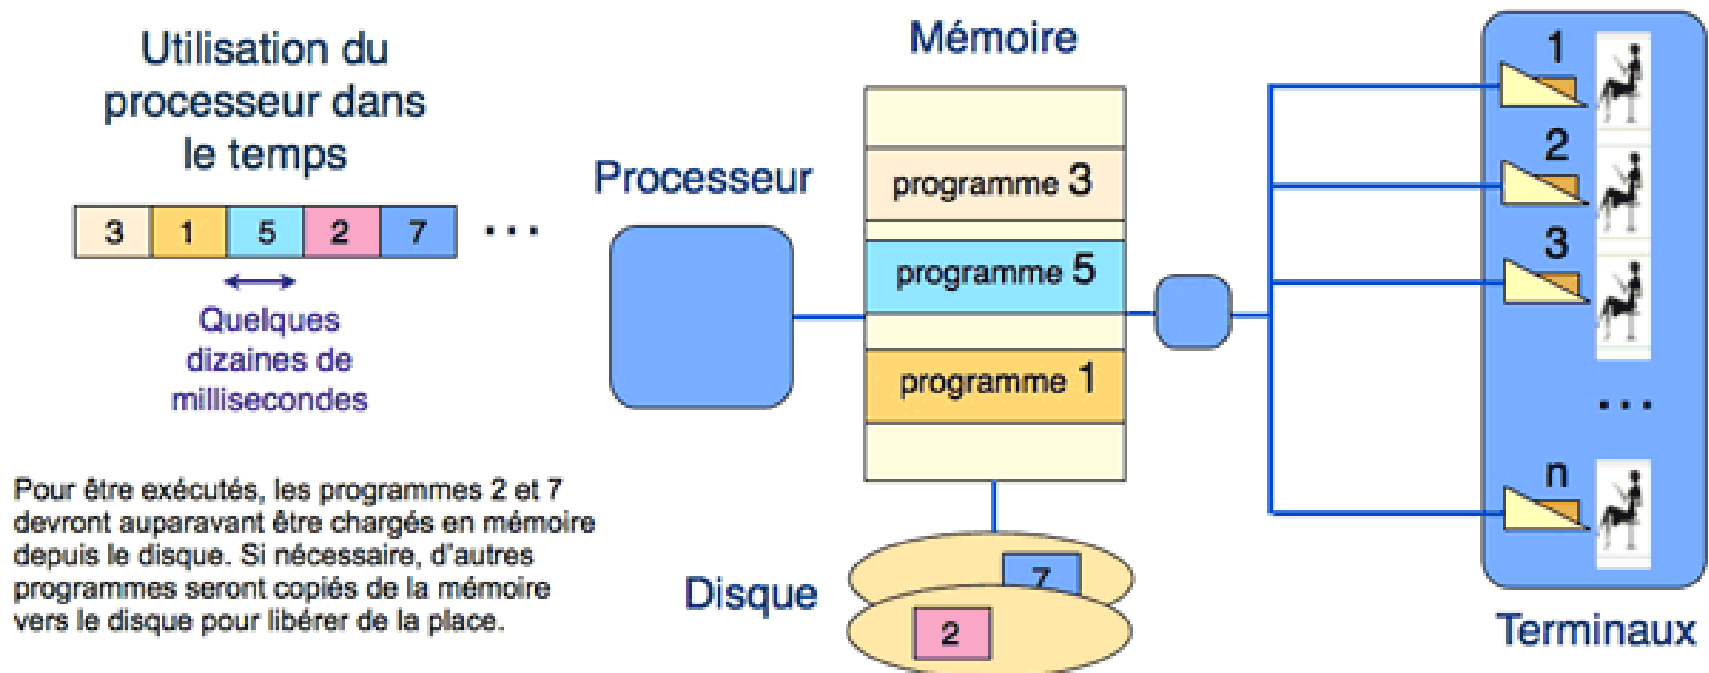 Utilisation du
processeur dans
le temps
3 1 5 2 7 ...
Quelques
dizaines de
millisecondes
Pour être exécutés, les programmes 2 et 7
devront auparavant être chargés en mémoire
depuis le disque. Si nécessaire, d'autres
programmes seront copiés de la mémoire
vers le disque pour libérer de la place.
Processeur
Mémoire
programme 3
programme 5
programme 1
Disque
7
2
1
2
3
...
n
Terminaux